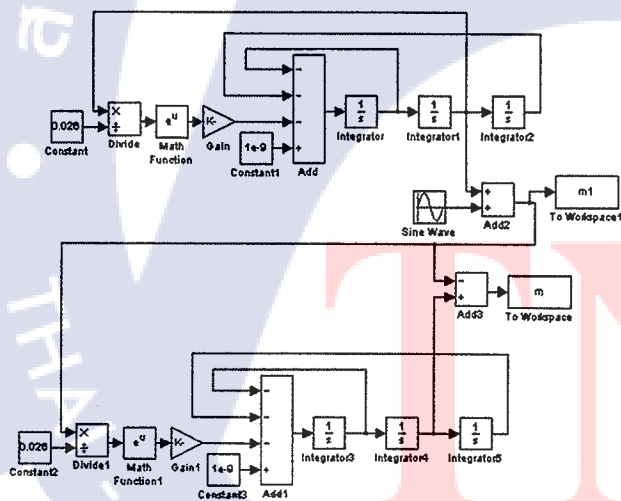 0.026
Constant
×
÷
Divide
e^u
Math
Function
K-
Gain
1e-9
Constant1
−
−
−
+
Add
1
s
Integrator
1
s
Integrator1
1
s
Integrator2
Sine Wave
+
+
Add2
m1
To Workspace1
−
+
Add3
m
To Workspace
0.026
Constant2
×
÷
Divide1
e^u
Math
Function1
K-
Gain1
1e-9
Constant3
−
−
−
+
Add1
1
s
Integrator3
1
s
Integrator4
1
s
Integrator5